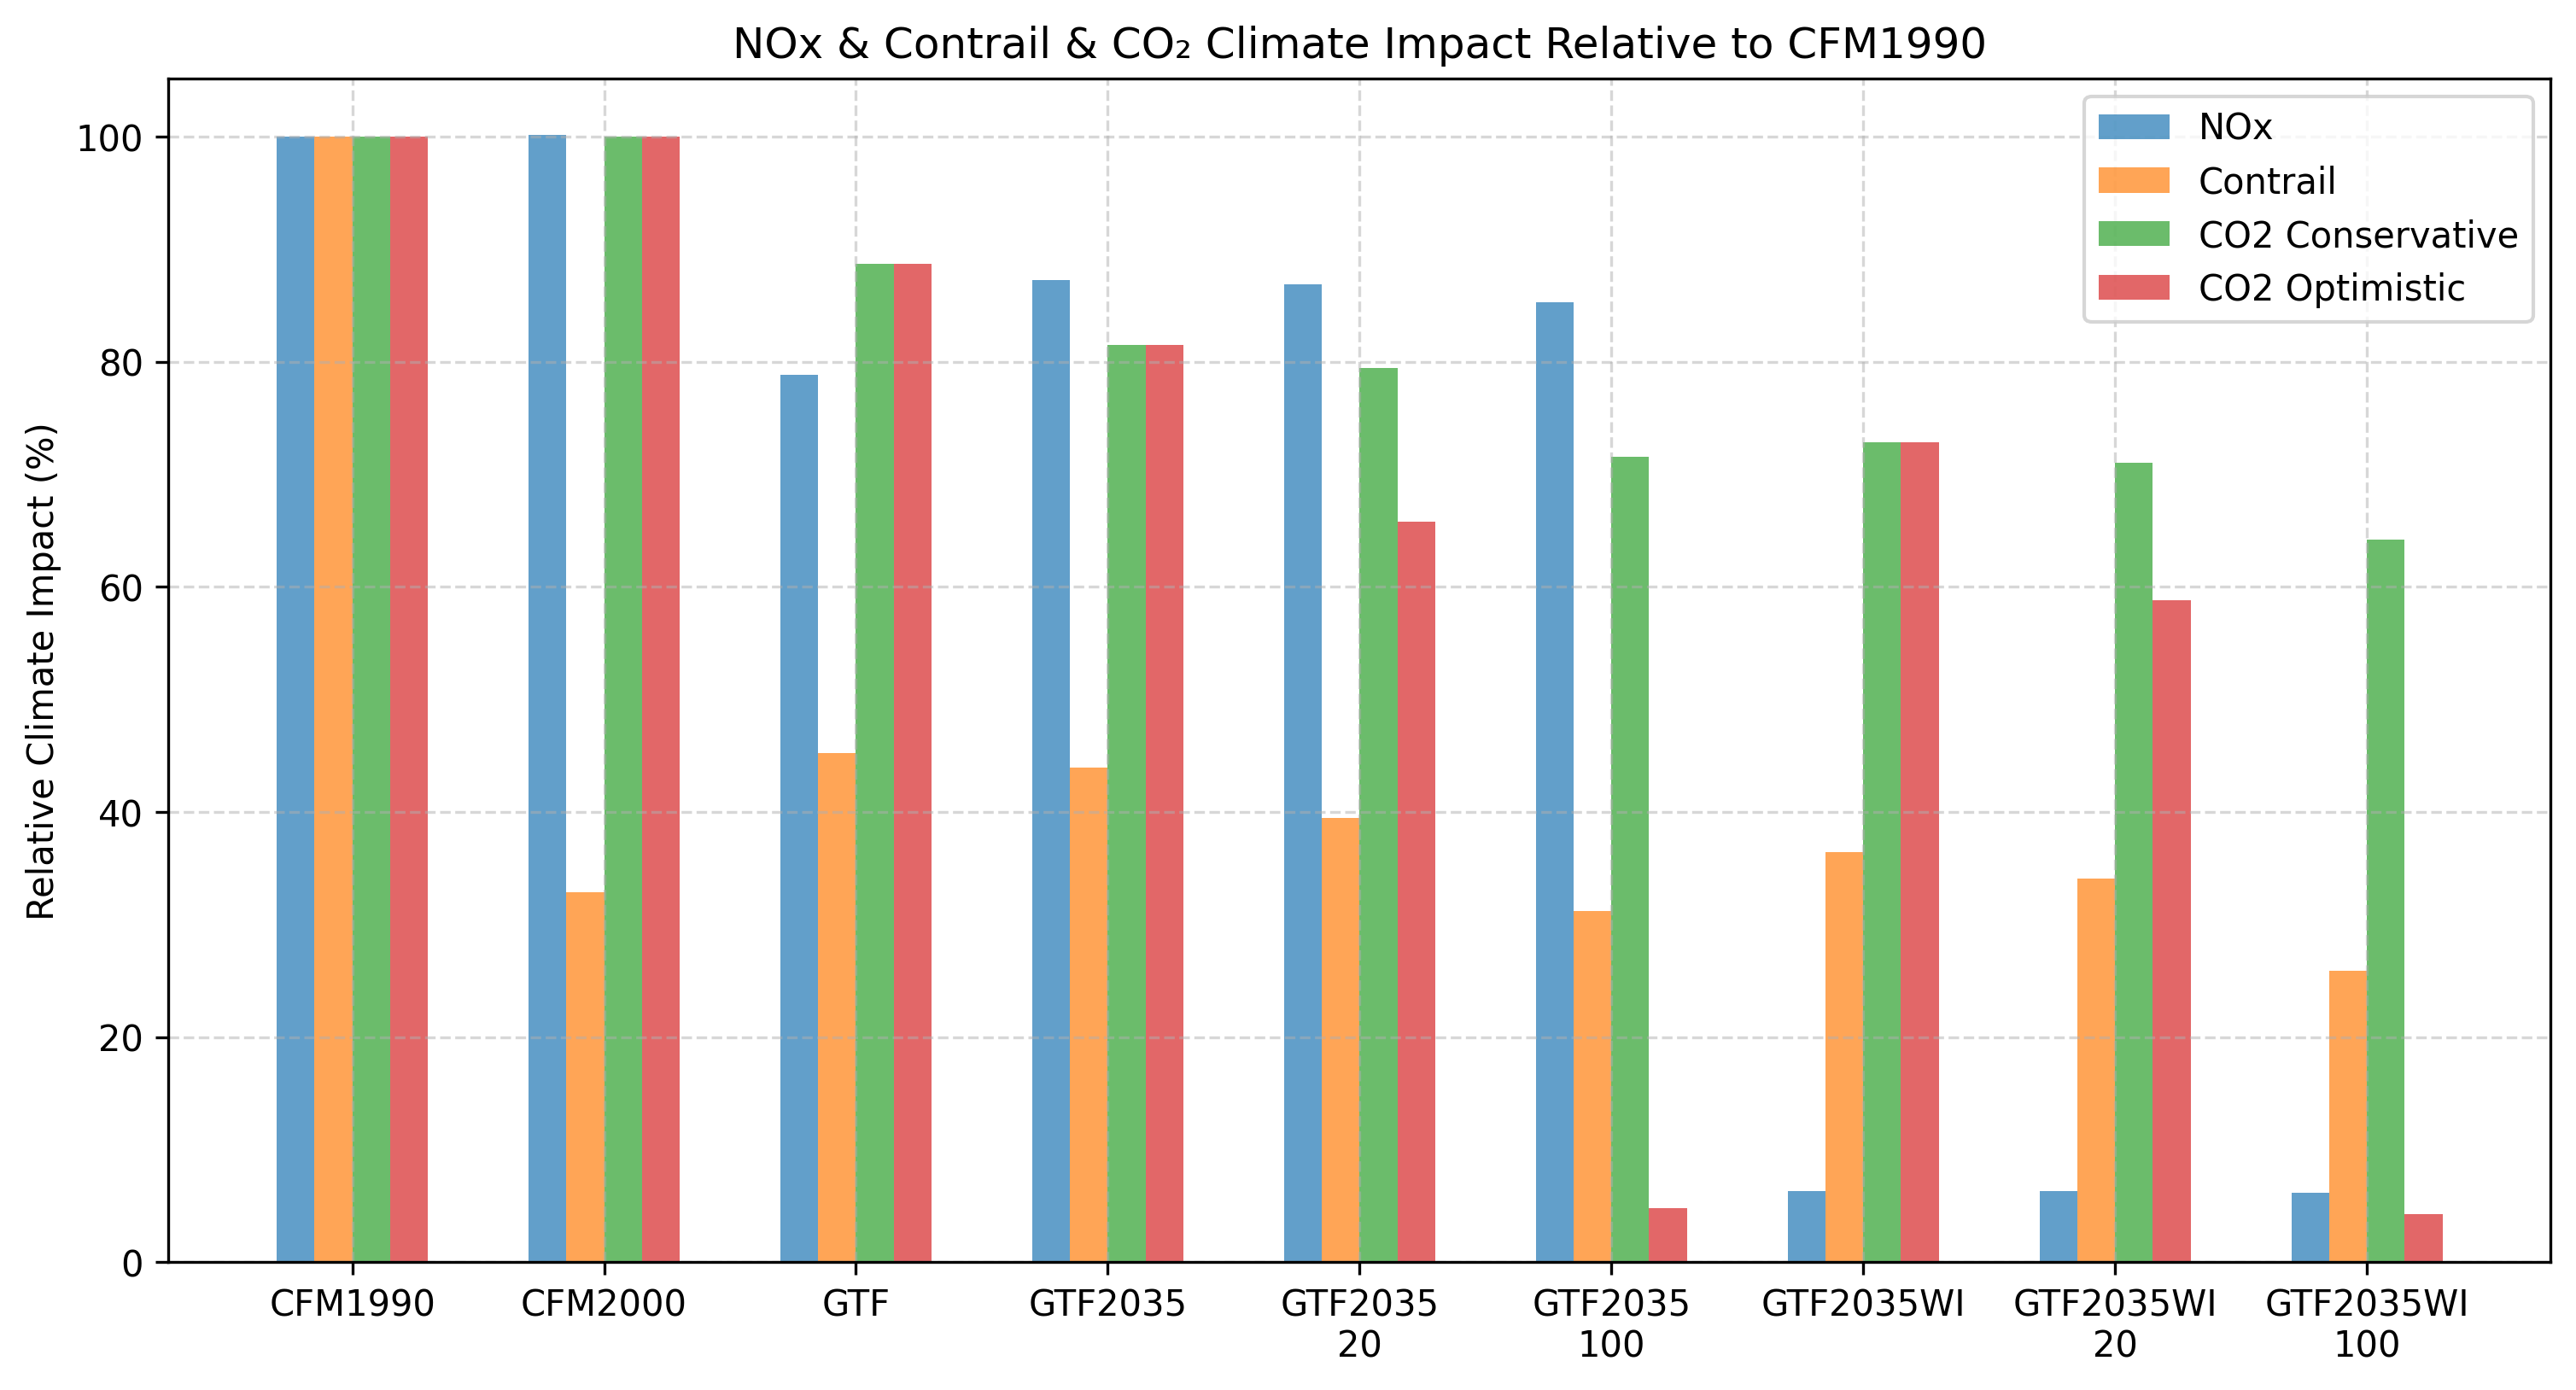 NOx & Contrail & CO₂ Climate Impact Relative to CFM1990
Relative Climate Impact (%)
100
80
60
40
20
0
NOx
Contrail
CO2 Conservative
CO2 Optimistic
CFM1990
CFM2000
GTF
GTF2035
GTF2035
20
GTF2035
100
GTF2035WI
GTF2035WI
20
GTF2035WI
100